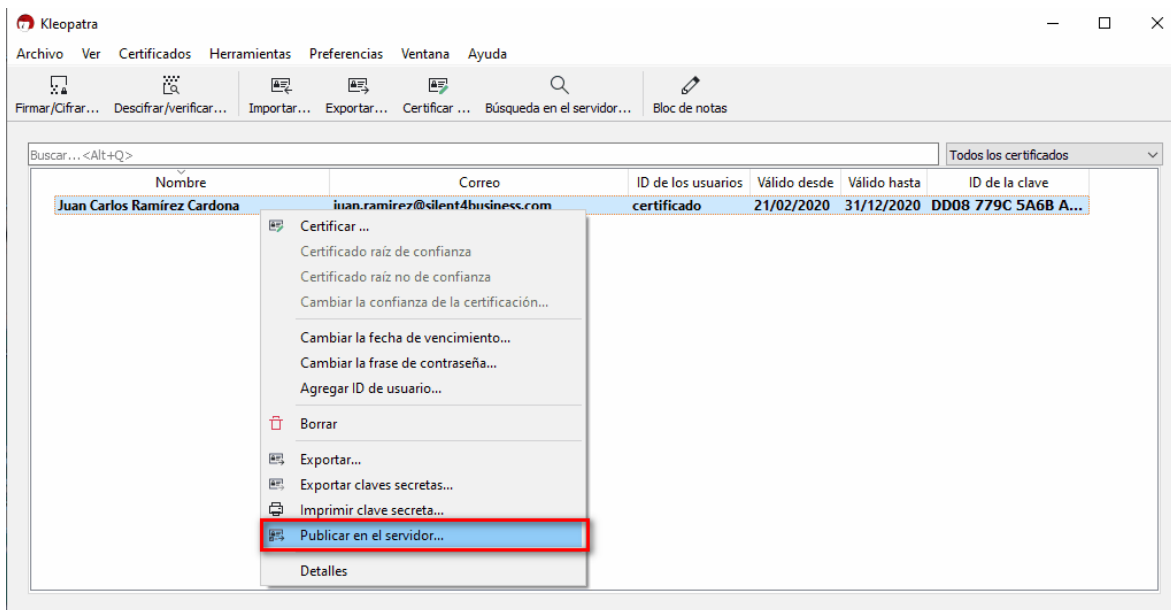 Kleopatra
Archivo Ver Certificados Herramientas Preferencias Ventana Ayuda
Firmar/Cifrar... Descifrar/verificar... Importar... Exportar... Certificar ... Búsqueda en el servidor... Bloc de notas
Buscar...<Alt+Q> Todos los certificados
Nombre Correo ID de los usuarios Válido desde Válido hasta ID de la clave
Juan Carlos Ramírez Cardona juan.ramirez@silent4business.com certificado 21/02/2020 31/12/2020 DD08 779C 5A6B A...
Certificar ...
Certificado raíz de confianza
Certificado raíz no de confianza
Cambiar la confianza de la certificación...
Cambiar la fecha de vencimiento...
Cambiar la frase de contraseña...
Agregar ID de usuario...
Borrar
Exportar...
Exportar claves secretas...
Imprimir clave secreta...
Publicar en el servidor...
Detalles